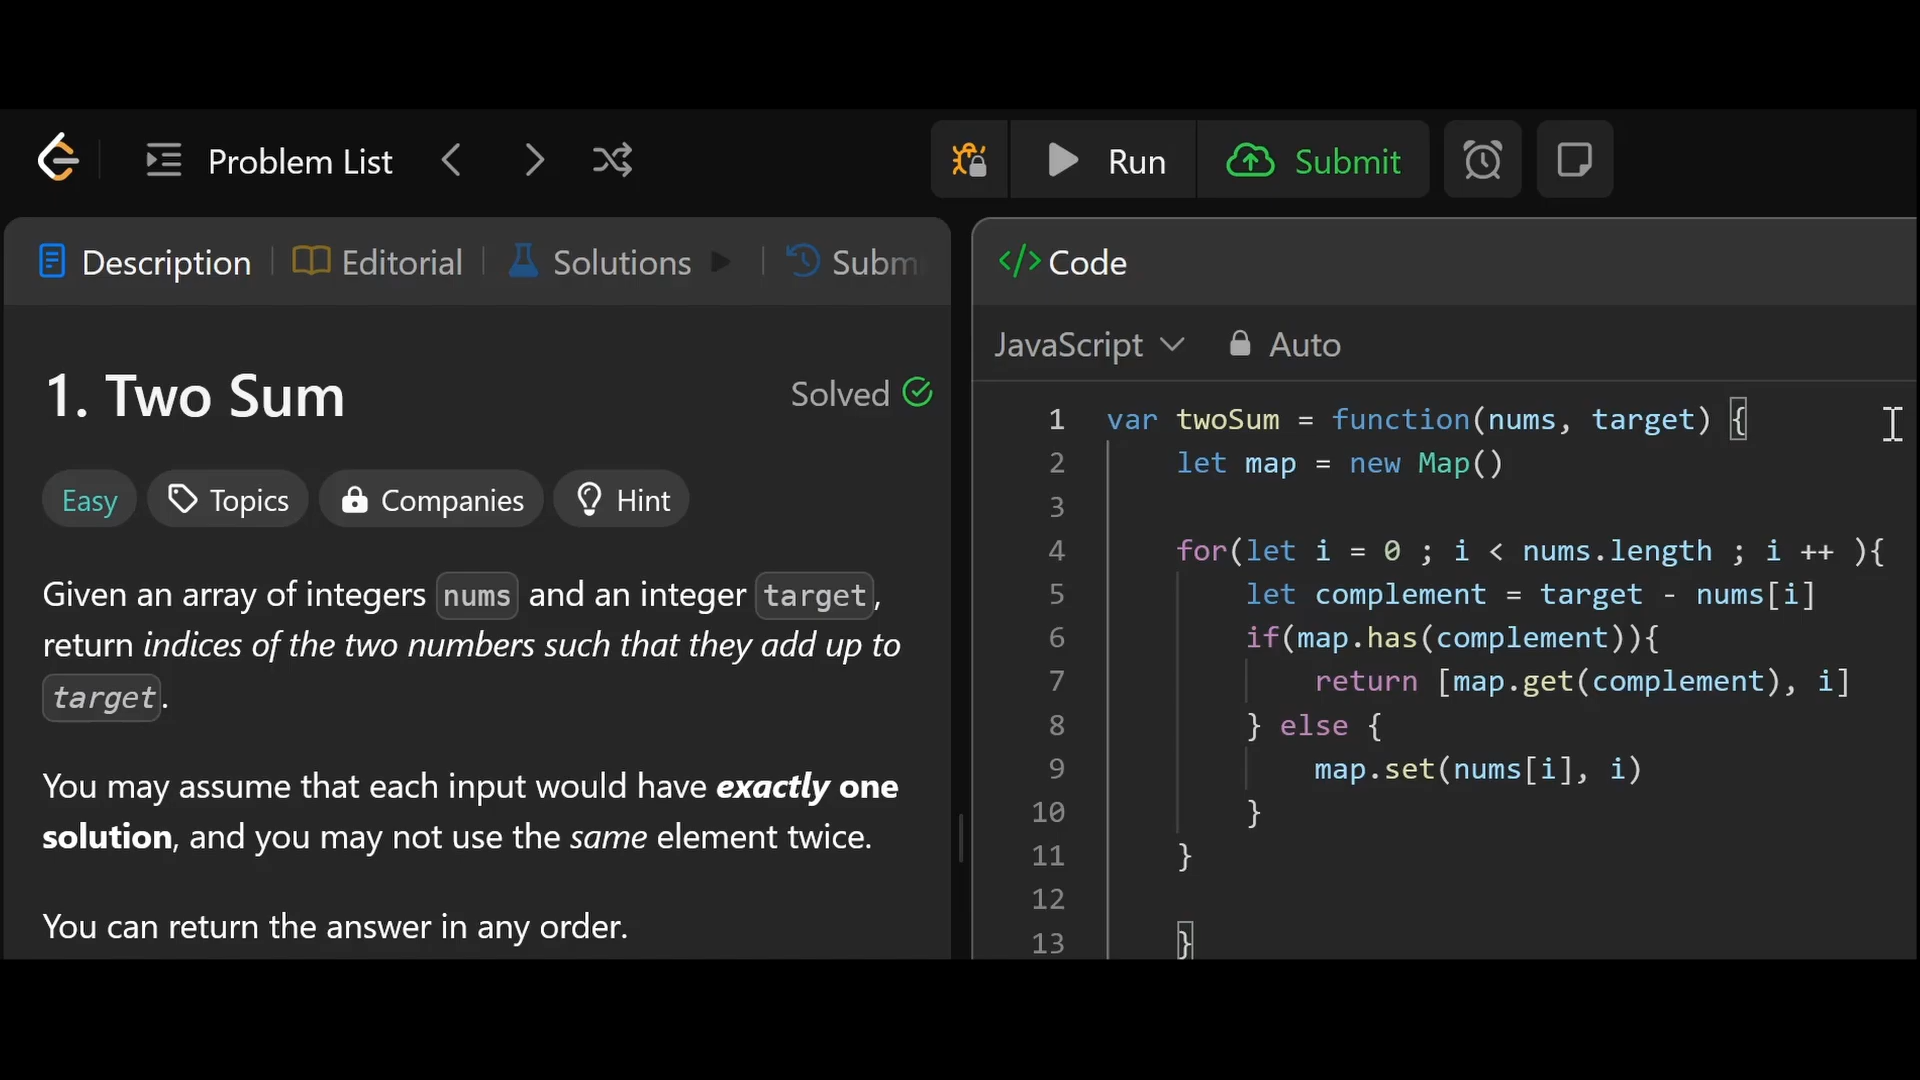 Problem List
Run
Submit
Description
Editorial
Solutions
Subm
</> Code
JavaScript
Auto
1. Two Sum
Solved
Easy
Topics
Companies
Hint
Given an array of integers nums and an integer target,
return indices of the two numbers such that they add up to
target.
You may assume that each input would have exactly one
solution, and you may not use the same element twice.
You can return the answer in any order.
1 var twoSum = function(nums, target) {
2 let map = new Map()
3
4 for(let i = 0 ; i < nums.length ; i ++ ){
5 let complement = target - nums[i]
6 if(map.has(complement)){
7 return [map.get(complement), i]
8 } else {
9 map.set(nums[i], i)
10 }
11 }
12
13 }